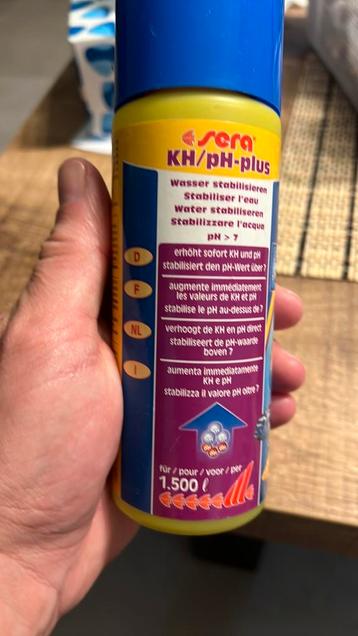 sera
KH/pH-plus
Wasser stabilisieren
Stabiliser l'eau
Water stabiliseren
Stabilizzare l'acqua
pH > 7
D
erhöht sofort KH und pH
stabilisiert den pH-Wert über 7
F
augmente immédiatement
les valeurs de KH et pH
stabilise le pH au-dessus de 7
NL
verhoogt de KH en pH direct
stabiliseert de pH-waarde
boven 7
I
aumenta immediatamente
KH e pH
stabilizza il valore pH oltre 7
für / pour / voor / per
1.500 ℓ